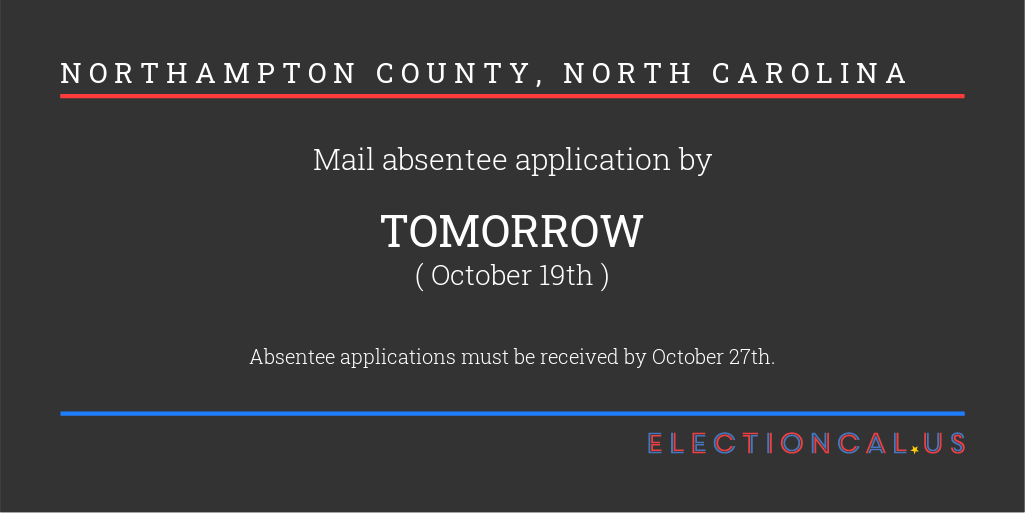 NORTHAMPTON COUNTY, NORTH CAROLINA
Mail absentee application by
TOMORROW
( October 19th )
Absentee applications must be received by October 27th.
ELECTIONCAL.US